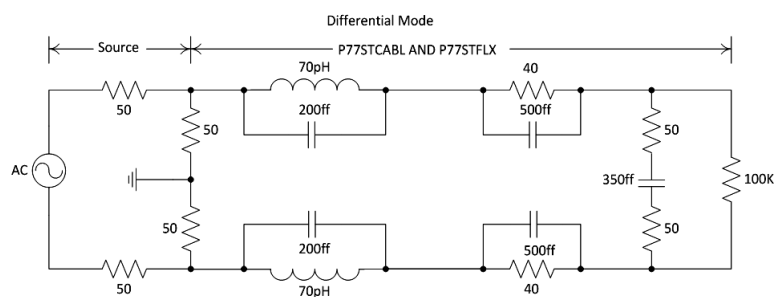 Differential Mode
Source
P77STCABL AND P77STFLX
70pH
40
50
200ff
500ff
50
50
AC
350ff
100K
50
50
200ff
500ff
50
70pH
40